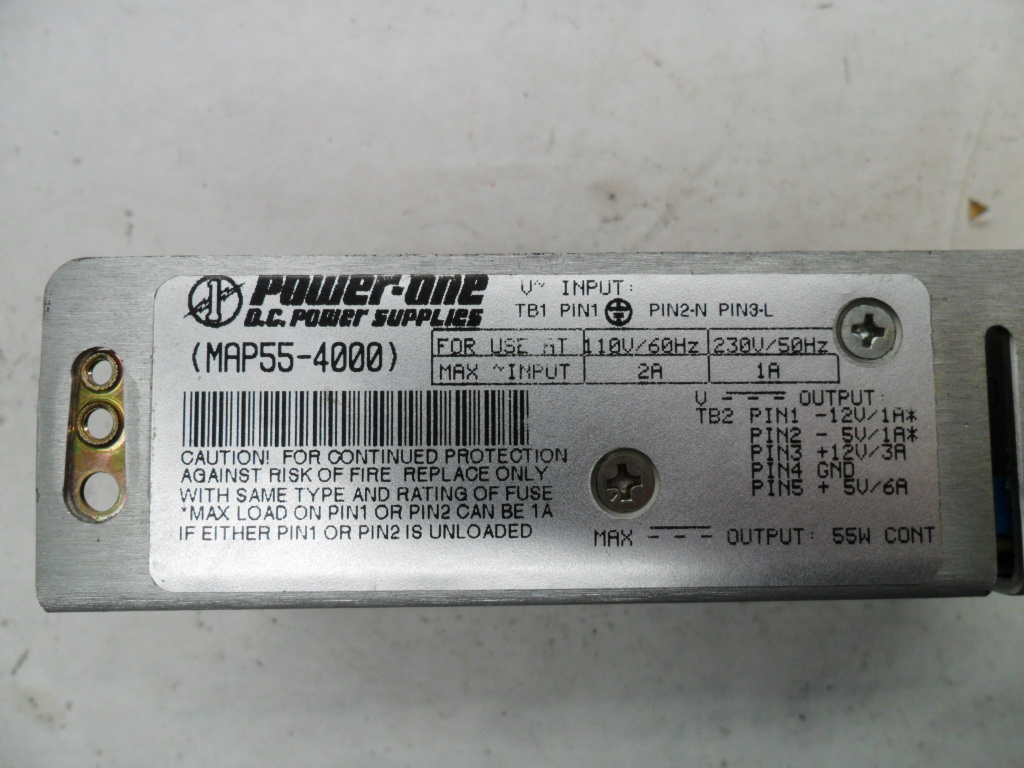 POWER-ONE
D.C. POWER SUPPLIES
(MAP55-4000)
V~ INPUT:
TB1 PIN1 PIN2-N PIN3-L
FOR USE AT 110V/60Hz 230V/50Hz
MAX ~INPUT 2A 1A
V --- OUTPUT:
TB2 PIN1 -12V/1A*
PIN2 - 5V/1A*
PIN3 +12V/3A
PIN4 GND
PIN5 + 5V/6A
CAUTION! FOR CONTINUED PROTECTION
AGAINST RISK OF FIRE REPLACE ONLY
WITH SAME TYPE AND RATING OF FUSE
*MAX LOAD ON PIN1 OR PIN2 CAN BE 1A
IF EITHER PIN1 OR PIN2 IS UNLOADED
MAX --- OUTPUT: 55W CONT